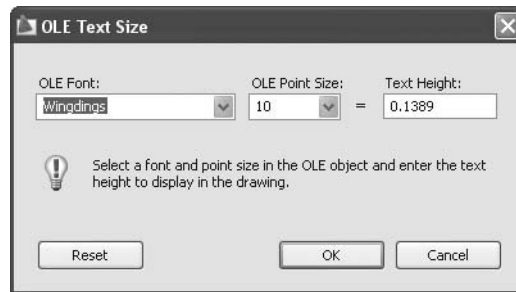 OLE Text Size
OLE Font: OLE Point Size: Text Height:
Wingdings 10 = 0.1389
Select a font and point size in the OLE object and enter the text
height to display in the drawing.
Reset OK Cancel